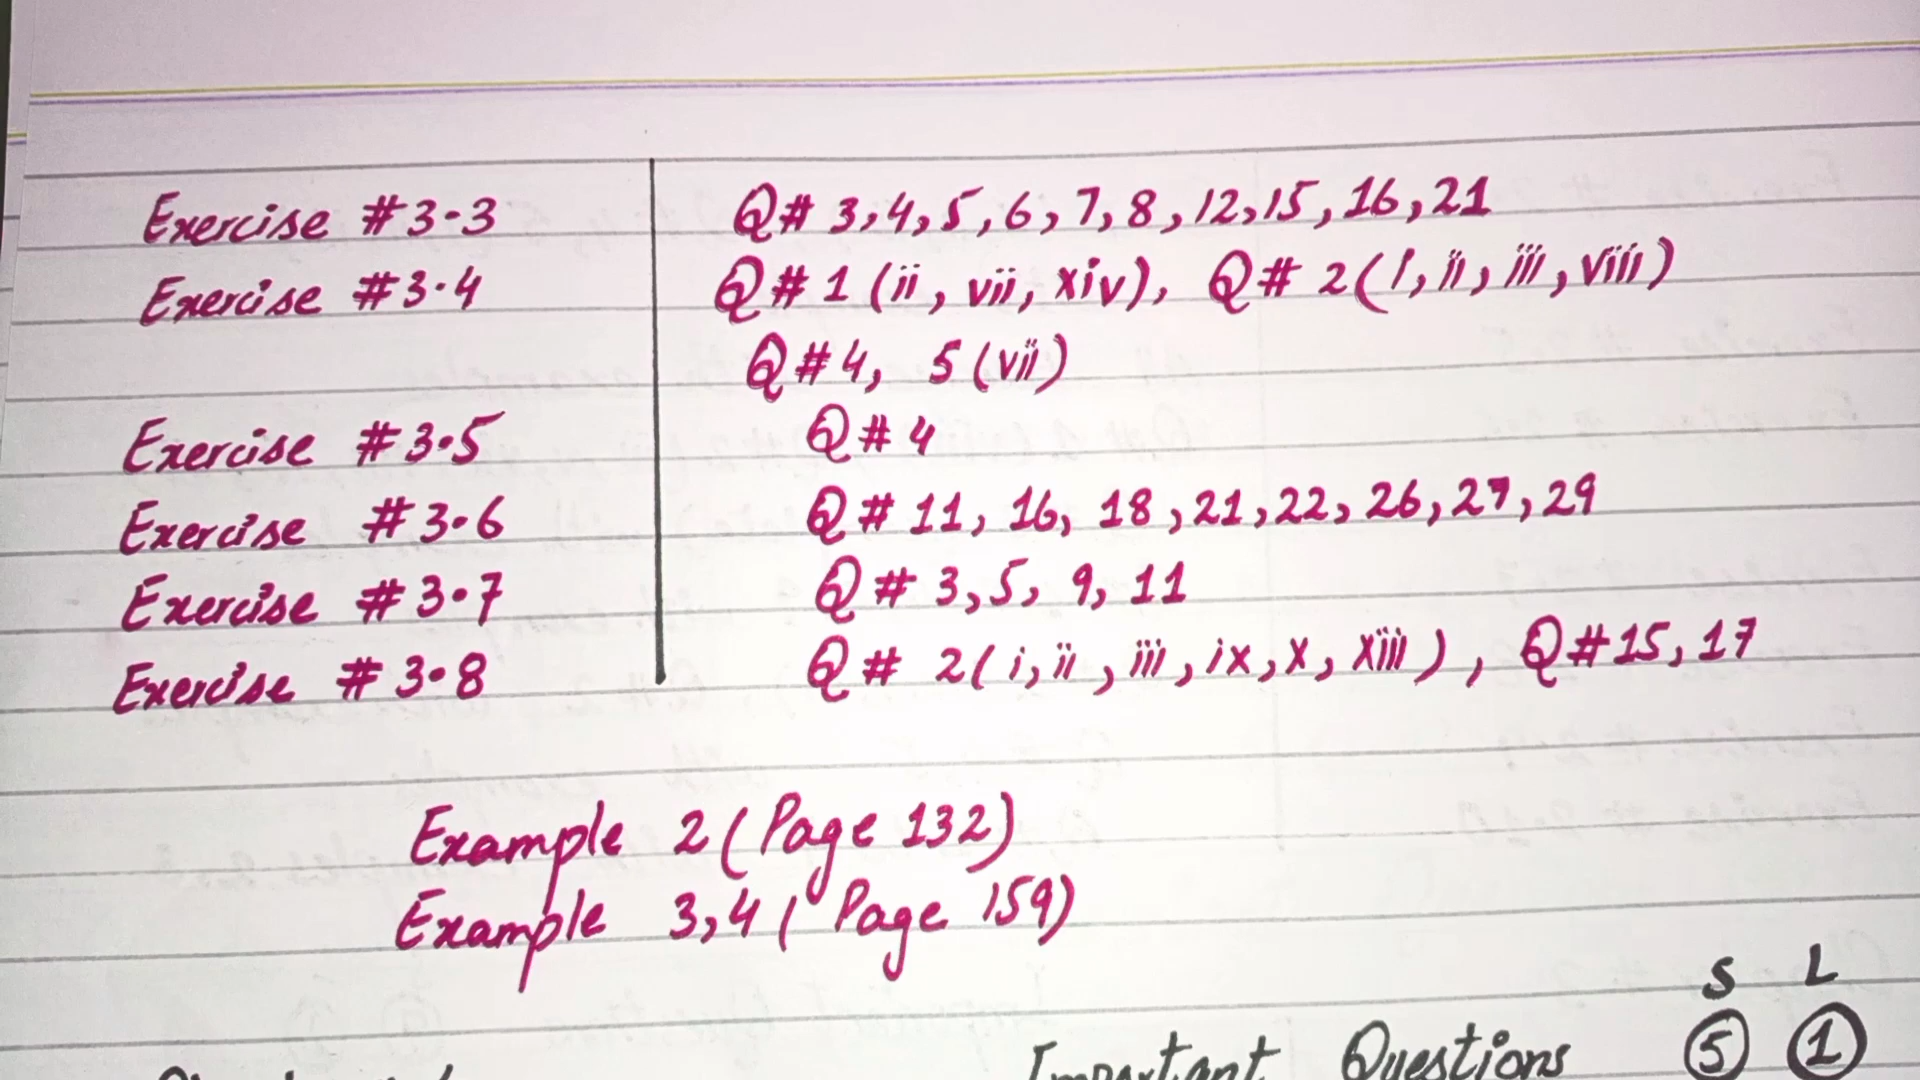 Exercise #3.3 Q# 3,4,5,6,7,8,12,15,16,21
Exercise #3.4 Q# 1 (ii, vii, xiv), Q# 2(i,ii,iii,viii)
Q#4, 5(vii)
Exercise #3.5 Q#4
Exercise #3.6 Q# 11, 16, 18,21,22,26,27,29
Exercise #3.7 Q# 3,5, 9, 11
Exercise #3.8 Q# 2(i,ii,iii,ix,x,xiii), Q#15,17
Example 2(Page 132)
Example 3,4(Page 159)
S L
Important Questions 5 1